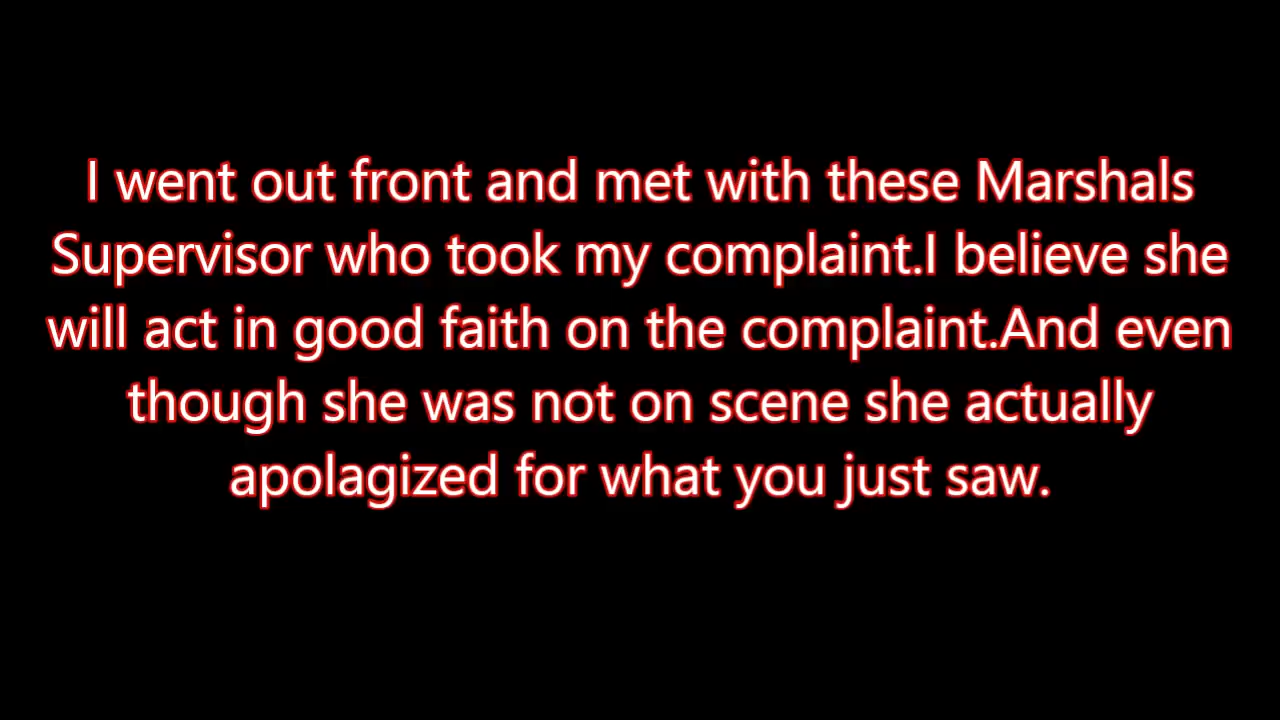 I went out front and met with these Marshals
Supervisor who took my complaint.I believe she
will act in good faith on the complaint.And even
though she was not on scene she actually
apolagized for what you just saw.